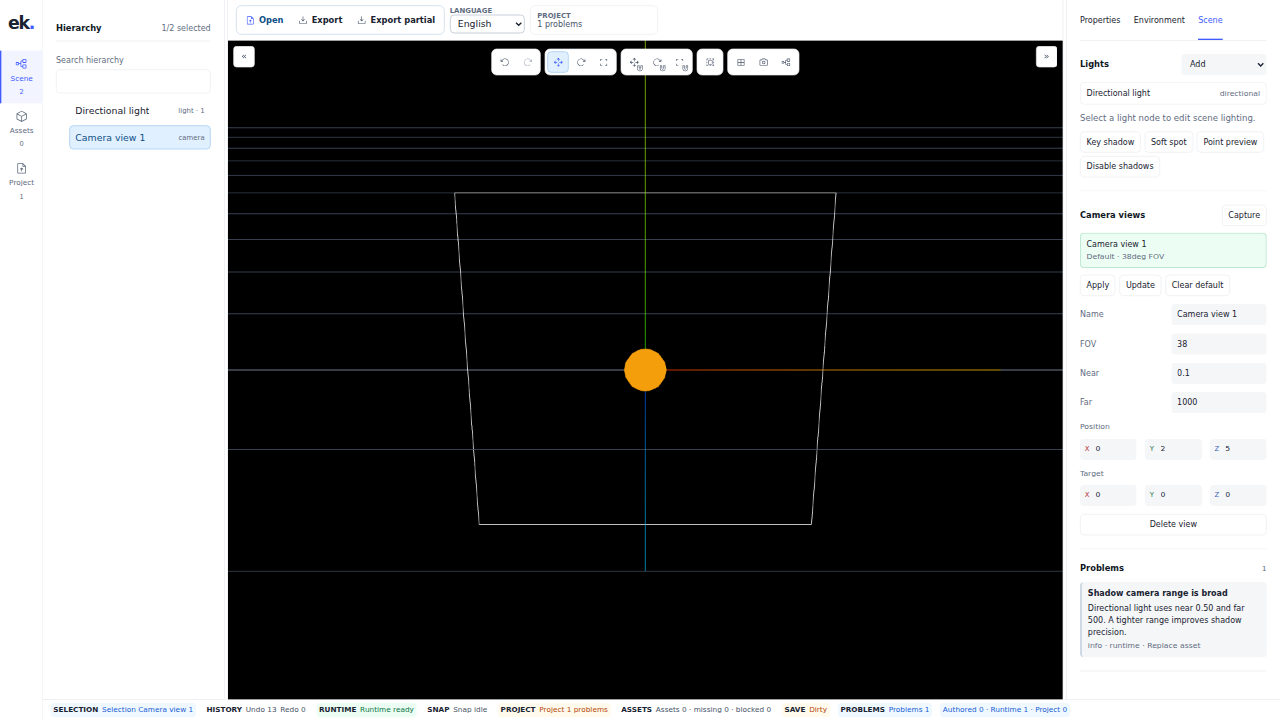 ek.
Scene
2
Assets
0
Project
1
Hierarchy
1/2 selected
Search hierarchy
Directional light
light · 1
Camera view 1
camera
Open
Export
Export partial
LANGUAGE
English
PROJECT
1 problems
«
»
Properties
Environment
Scene
Lights
Add
Directional light
directional
Select a light node to edit scene lighting.
Key shadow
Soft spot
Point preview
Disable shadows
Camera views
Capture
Camera view 1
Default · 38deg FOV
Apply
Update
Clear default
Name
Camera view 1
FOV
38
Near
0.1
Far
1000
Position
X 0
Y 2
Z 5
Target
X 0
Y 0
Z 0
Delete view
Problems
1
Shadow camera range is broad
Directional light uses near 0.50 and far
500. A tighter range improves shadow
precision.
info · runtime · Replace asset
SELECTION Selection Camera view 1
HISTORY Undo 13 Redo 0
RUNTIME Runtime ready
SNAP Snap idle
PROJECT Project 1 problems
ASSETS Assets 0 · missing 0 · blocked 0
SAVE Dirty
PROBLEMS Problems 1
Authored 0 · Runtime 1 · Project 0